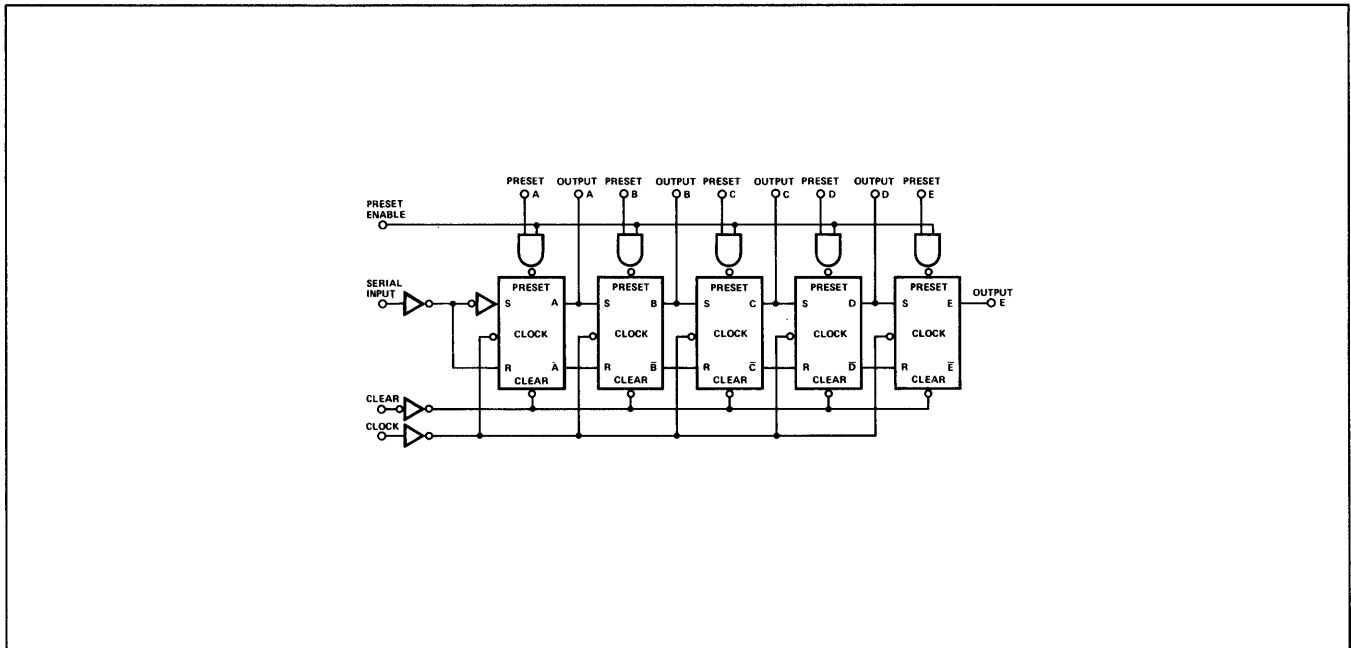 PRESET OUTPUT PRESET OUTPUT PRESET OUTPUT PRESET OUTPUT PRESET
A A B B C C D D E
PRESET
ENABLE
PRESET PRESET PRESET PRESET PRESET
SERIAL
INPUT
S A S B S C S D S E
OUTPUT
E
CLOCK CLOCK CLOCK CLOCK CLOCK
R A̅ R B̅ R C̅ R D̅ R E̅
CLEAR CLEAR CLEAR CLEAR CLEAR
CLEAR
CLOCK